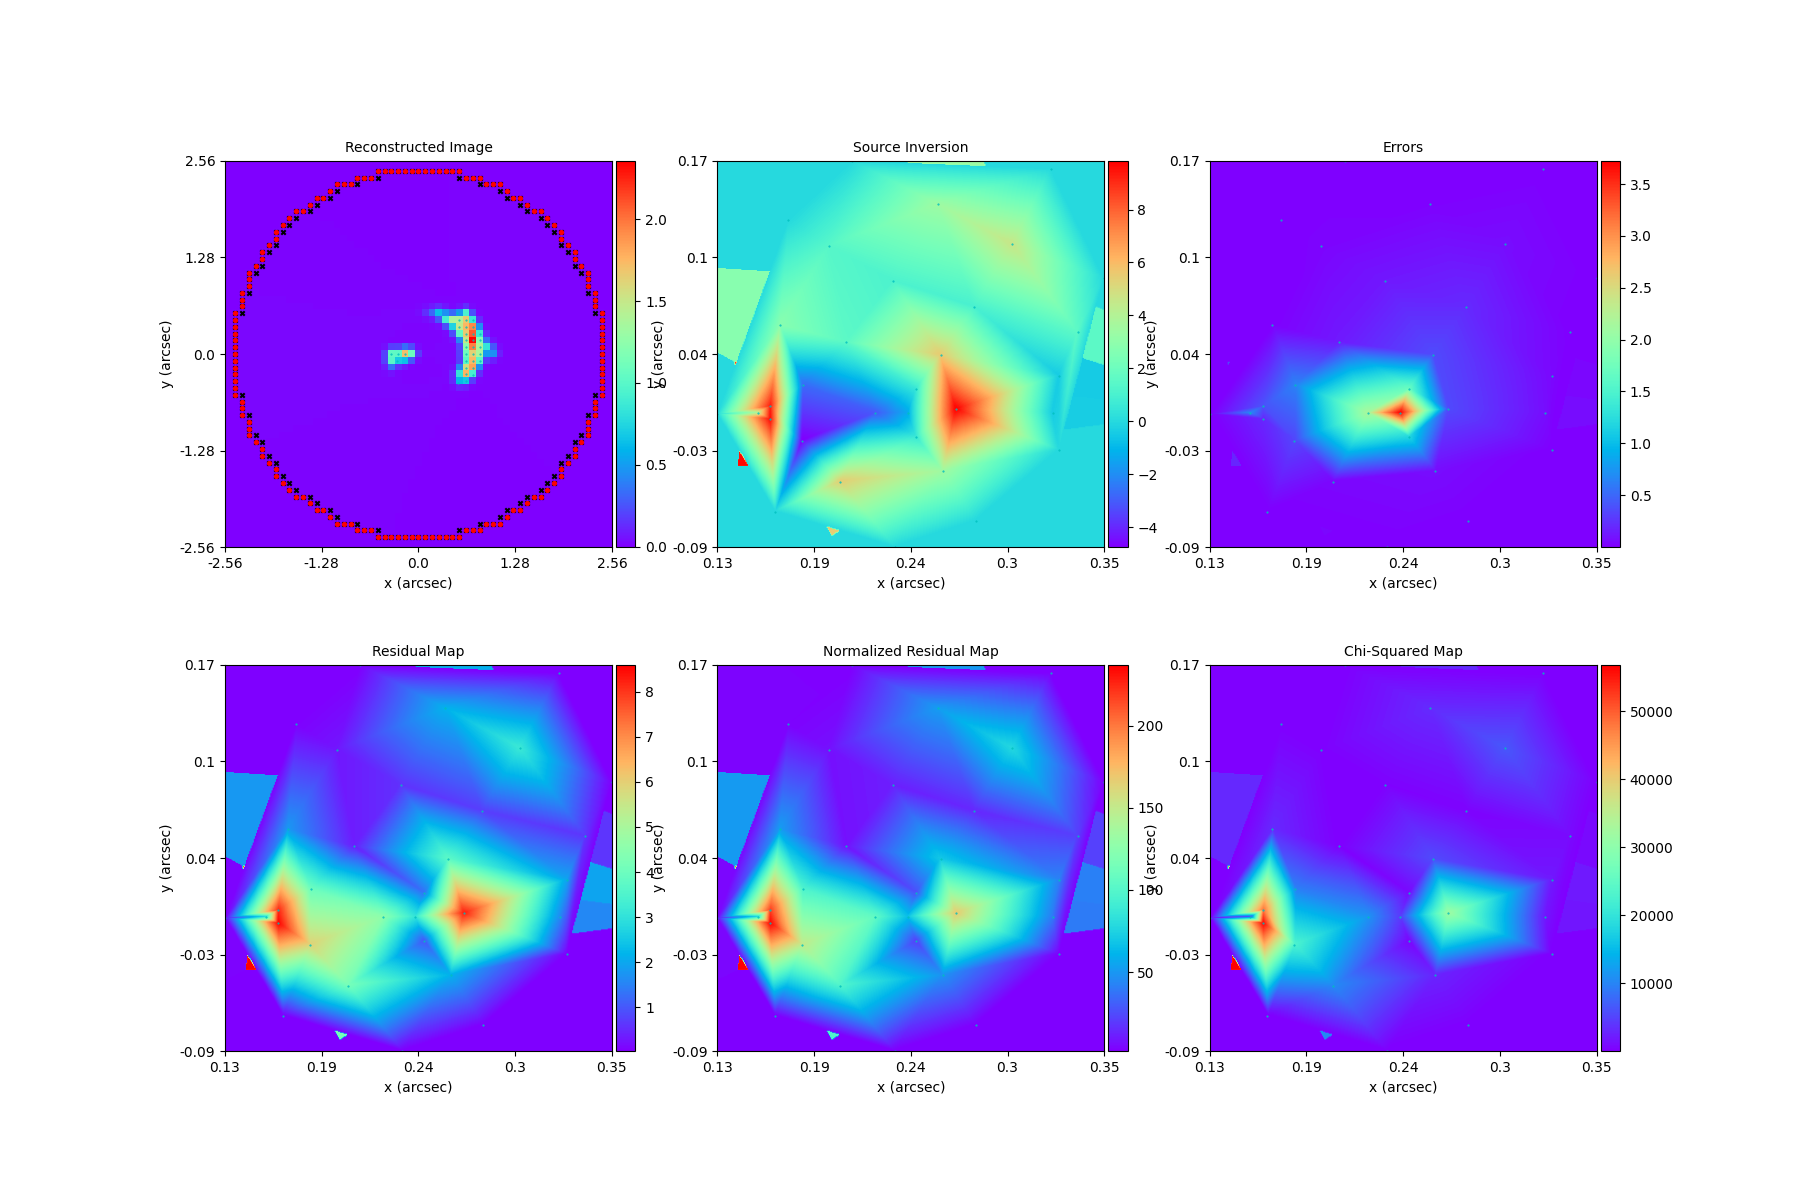 Reconstructed Image
2.56
1.28
0.0
-1.28
-2.56
y (arcsec)
-2.56 -1.28 0.0 1.28 2.56
x (arcsec)
2.0
1.5
1.0
0.5
0.0
Source Inversion
0.17
0.1
0.04
-0.03
-0.09
y (arcsec)
0.13 0.19 0.24 0.3 0.35
x (arcsec)
8
6
4
2
0
−2
−4
Errors
0.17
0.1
0.04
-0.03
-0.09
y (arcsec)
0.13 0.19 0.24 0.3 0.35
x (arcsec)
3.5
3.0
2.5
2.0
1.5
1.0
0.5
Residual Map
0.17
0.1
0.04
-0.03
-0.09
y (arcsec)
0.13 0.19 0.24 0.3 0.35
x (arcsec)
8
7
6
5
4
3
2
1
Normalized Residual Map
0.17
0.1
0.04
-0.03
-0.09
y (arcsec)
0.13 0.19 0.24 0.3 0.35
x (arcsec)
200
150
100
50
Chi-Squared Map
0.17
0.1
0.04
-0.03
-0.09
y (arcsec)
0.13 0.19 0.24 0.3 0.35
x (arcsec)
50000
40000
30000
20000
10000